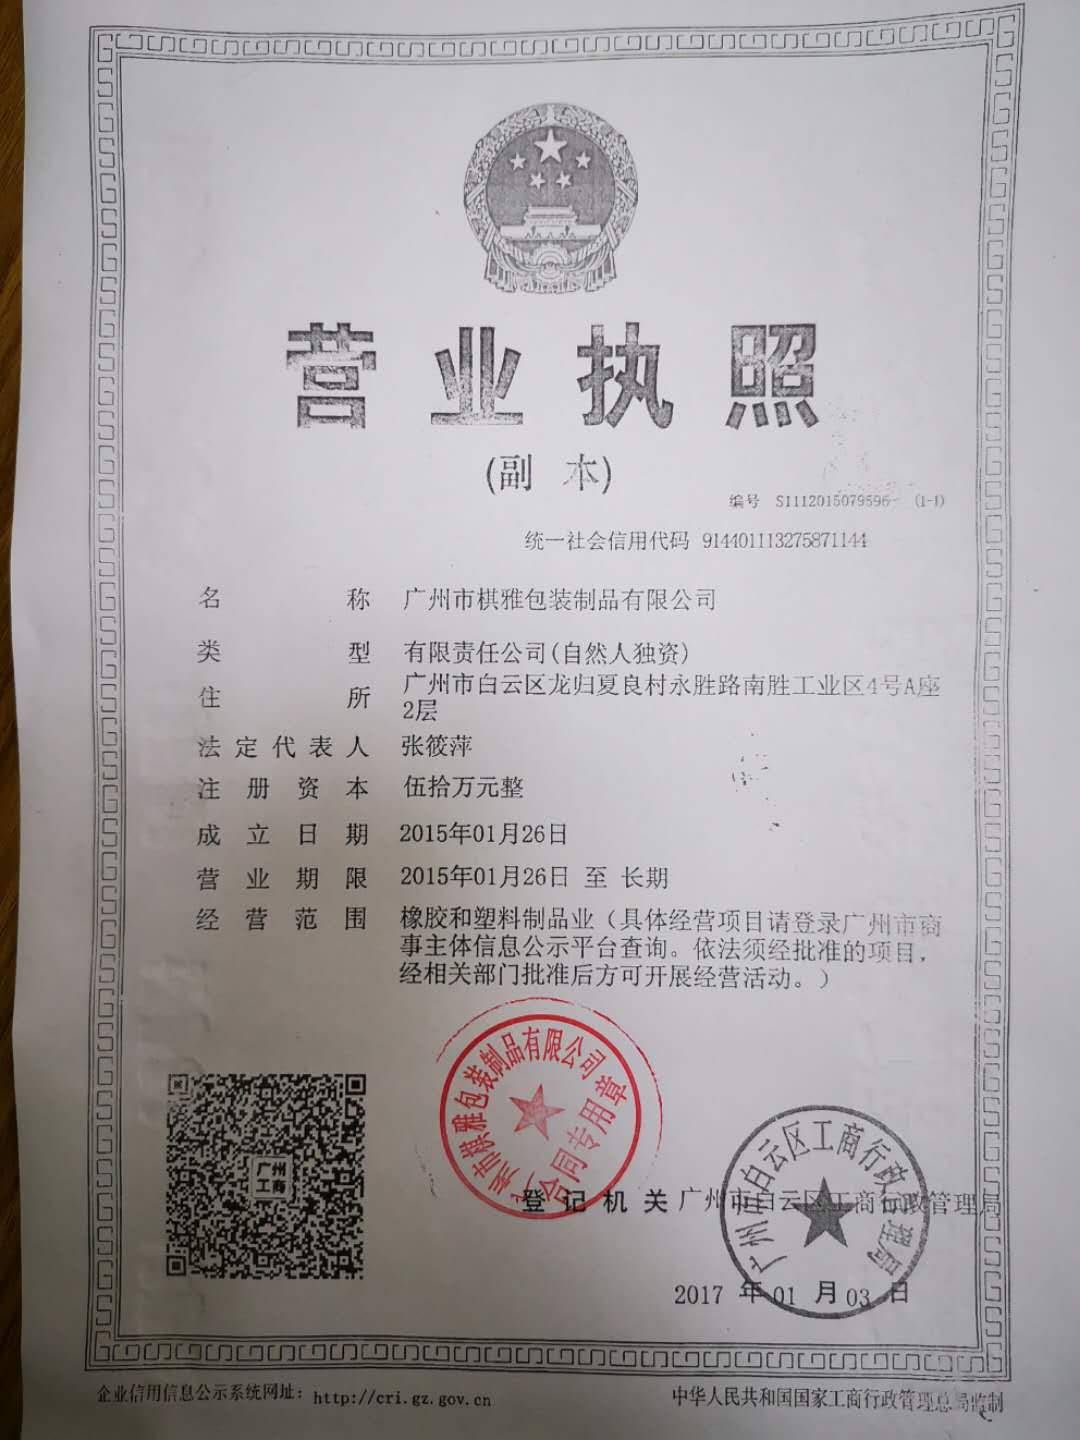 营业执照
(副 本)
编号 S1112015079596 (1-1)
统一社会信用代码 914401113275871144
名称 广州市棋雅包装制品有限公司
类型 有限责任公司(自然人独资)
住所 广州市白云区龙归夏良村永胜路南胜工业区4号A座
2层
法定代表人 张筱萍
注册资本 伍拾万元整
成立日期 2015年01月26日
营业期限 2015年01月26日 至 长期
经营范围 橡胶和塑料制品业（具体经营项目请登录广州市商
事主体信息公示平台查询。依法须经批准的项目，
经相关部门批准后方可开展经营活动。）
广州市棋雅包装制品有限公司
合同专用章
广州
工商
登记机关 广州市白云区工商行政管理局
广州市白云区工商行政管理局
2017 年 01 月 03 日
企业信用信息公示系统网址： http://cri.gz.gov.cn
中华人民共和国国家工商行政管理总局监制